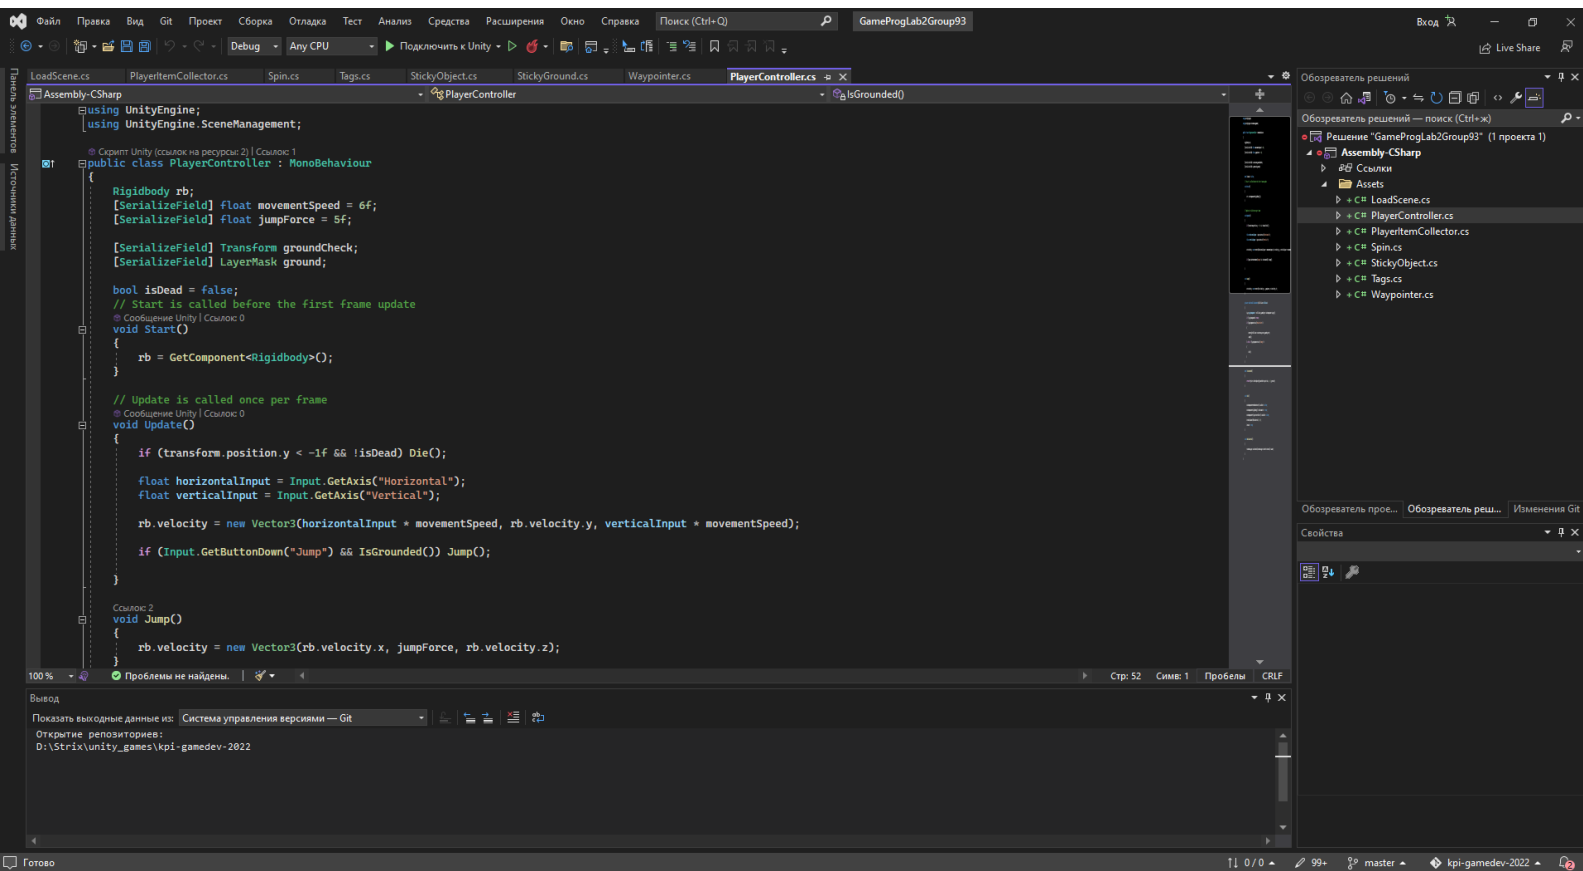 Файл Правка Вид Git Проект Сборка Отладка Тест Анализ Средства Расширения Окно Справка Поиск (Ctrl+Q) GameProgLab2Group93 Вход
Debug Any CPU Подключить к Unity Live Share
Панель элементов
Источники данных
LoadScene.cs PlayerItemCollector.cs Spin.cs Tags.cs StickyObject.cs StickyGround.cs Waypointer.cs PlayerController.cs
Assembly-CSharp PlayerController IsGrounded()
using UnityEngine;
using UnityEngine.SceneManagement;
Скрипт Unity (ссылок на ресурсы: 2) | Ссылок: 1
public class PlayerController : MonoBehaviour
{
Rigidbody rb;
[SerializeField] float movementSpeed = 6f;
[SerializeField] float jumpForce = 5f;
[SerializeField] Transform groundCheck;
[SerializeField] LayerMask ground;
bool isDead = false;
// Start is called before the first frame update
Сообщение Unity | Ссылок: 0
void Start()
{
rb = GetComponent<Rigidbody>();
}
// Update is called once per frame
Сообщение Unity | Ссылок: 0
void Update()
{
if (transform.position.y < -1f && !isDead) Die();
float horizontalInput = Input.GetAxis("Horizontal");
float verticalInput = Input.GetAxis("Vertical");
rb.velocity = new Vector3(horizontalInput * movementSpeed, rb.velocity.y, verticalInput * movementSpeed);
if (Input.GetButtonDown("Jump") && IsGrounded()) Jump();
}
Ссылок: 2
void Jump()
{
rb.velocity = new Vector3(rb.velocity.x, jumpForce, rb.velocity.z);
}
100 % Проблемы не найдены. Стр: 52 Симв: 1 Пробелы CRLF
Вывод
Показать выходные данные из: Система управления версиями — Git
Открытие репозиториев:
D:\Strix\unity_games\kpi-gamedev-2022
Обозреватель решений
Обозреватель решений — поиск (Ctrl+ж)
Решение "GameProgLab2Group93" (1 проекта 1)
Assembly-CSharp
Ссылки
Assets
+ C# LoadScene.cs
+ C# PlayerController.cs
+ C# PlayerItemCollector.cs
+ C# Spin.cs
+ C# StickyObject.cs
+ C# Tags.cs
+ C# Waypointer.cs
Обозреватель прое... Обозреватель реш... Изменения Git
Свойства
Готово 0 / 0 99+ master kpi-gamedev-2022 2